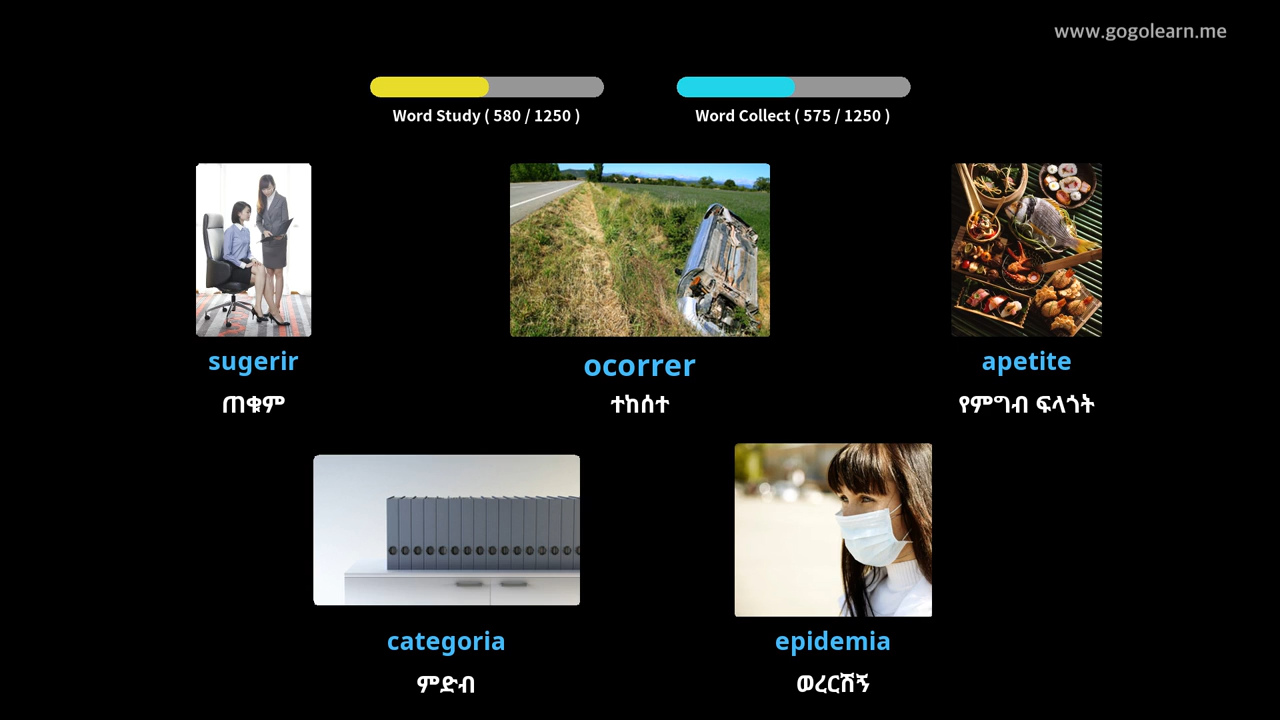 www.gogolearn.me
Word Study ( 580 / 1250 )
Word Collect ( 575 / 1250 )
sugerir
ጠቁም
ocorrer
ተከሰተ
apetite
የምግብ ፍላጎት
categoria
ምድብ
epidemia
ወረርሽኝ